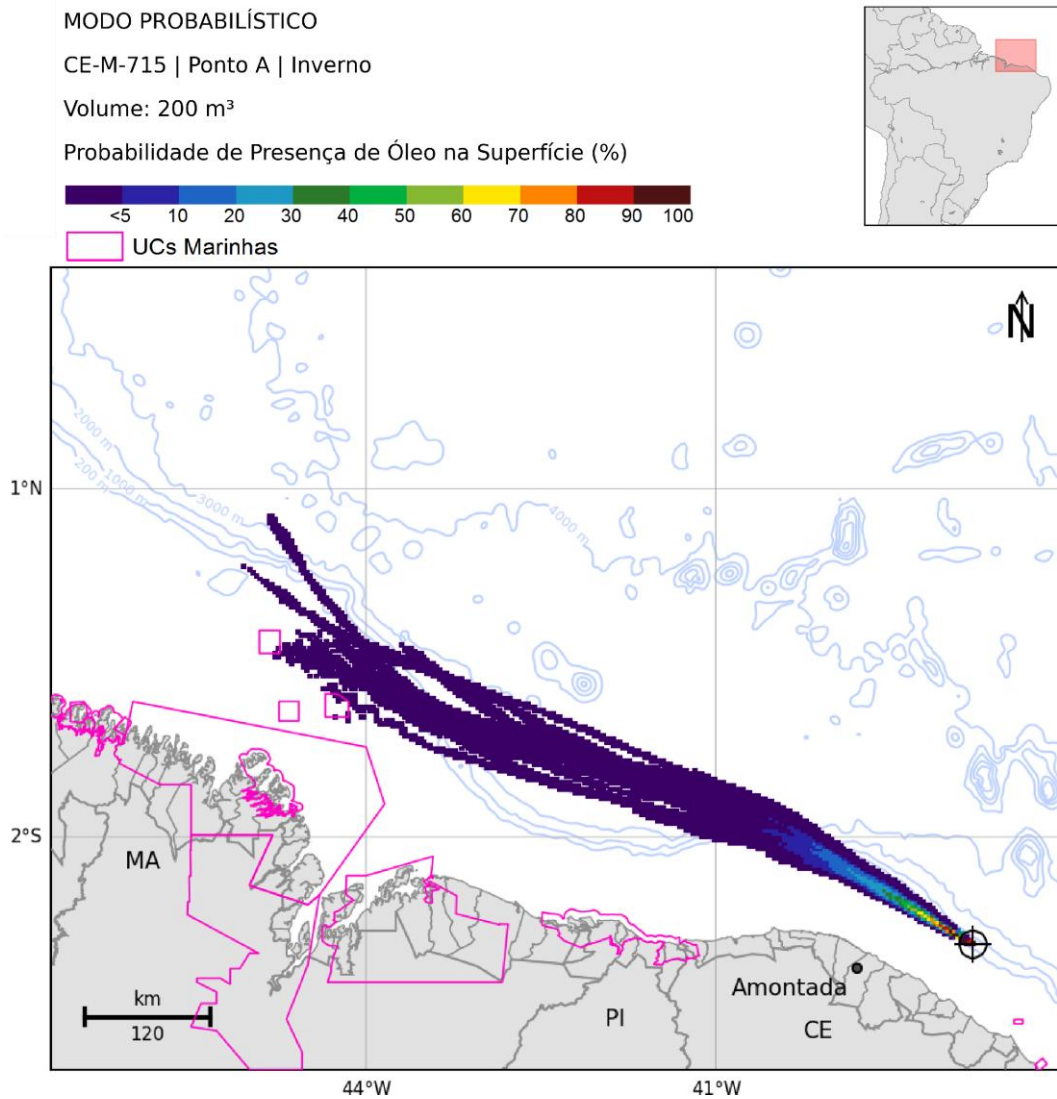 MODO PROBABILÍSTICO
CE-M-715 | Ponto A | Inverno
Volume: 200 m³
Probabilidade de Presença de Óleo na Superfície (%)
<5 10 20 30 40 50 60 70 80 90 100
UCs Marinhas
N
2000 m
200 m
1000 m
3000 m
4000 m
1°N
2°S
MA
km
120
PI
Amontada
CE
44°W
41°W